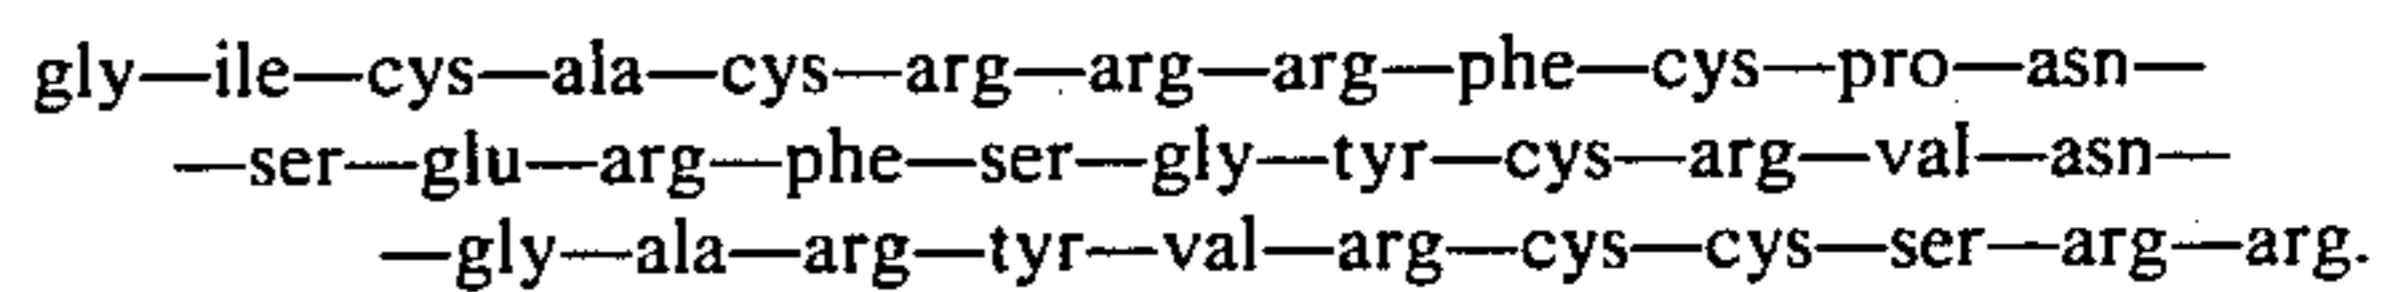 gly—ile—cys—ala—cys—arg—arg—arg—phe—cys—pro—asn—
—ser—glu—arg—phe—ser—gly—tyr—cys—arg—val—asn—
—gly—ala—arg—tyr—val—arg—cys—cys—ser—arg—arg.